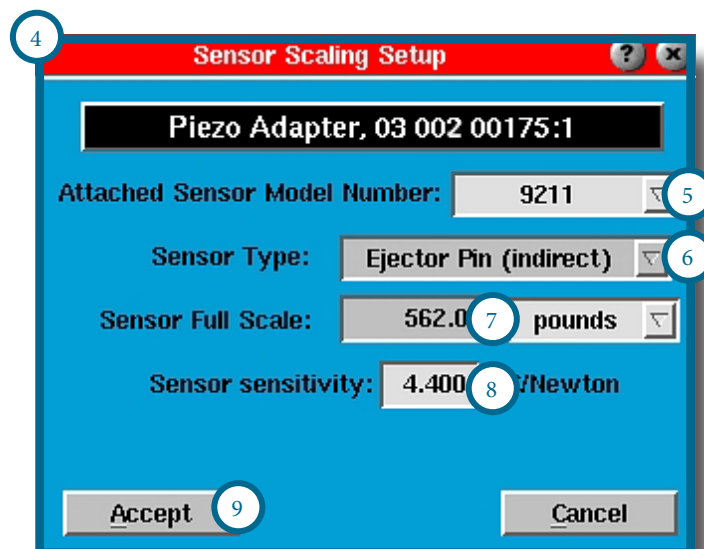 4
Sensor Scaling Setup ?
Piezo Adapter, 03 002 00175:1
Attached Sensor Model Number: 9211 5
Sensor Type: Ejector Pin (indirect) 6
Sensor Full Scale: 562.0 7 pounds
Sensor sensitivity: 4.400 8 /Newton
Accept 9 Cancel